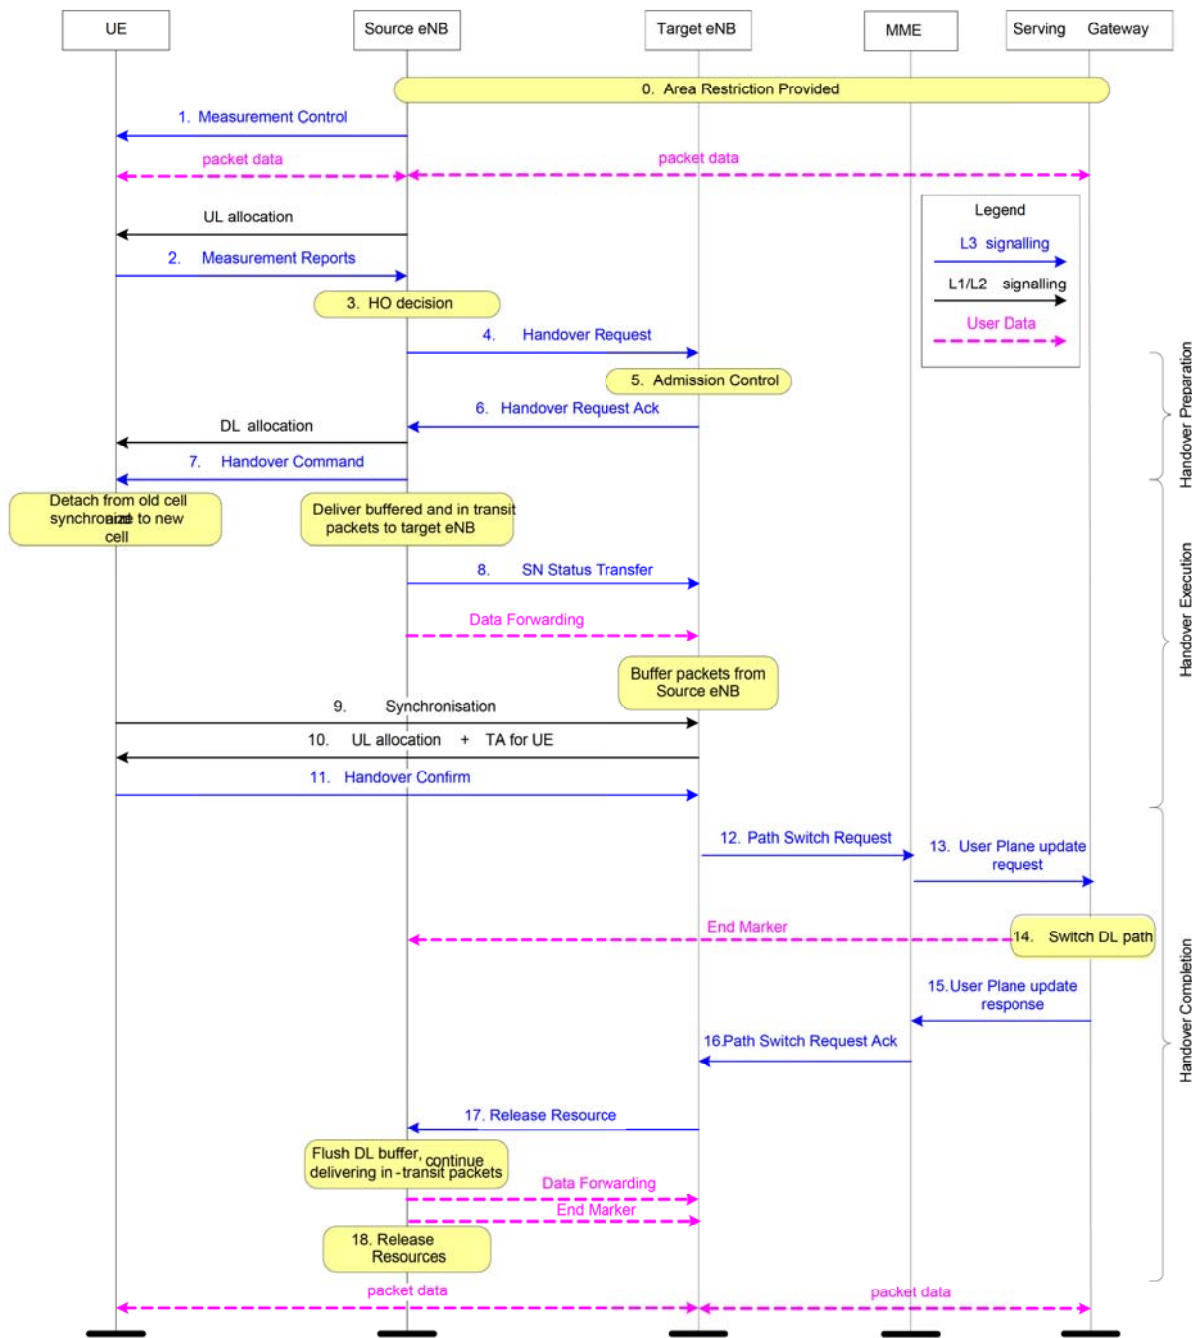 UE
Source eNB
Target eNB
MME
Serving Gateway
0. Area Restriction Provided
1. Measurement Control
packet data
packet data
Legend
L3 signalling
L1/L2 signalling
User Data
UL allocation
2. Measurement Reports
3. HO decision
4. Handover Request
5. Admission Control
6. Handover Request Ack
DL allocation
7. Handover Command
Handover Preparation
Detach from old cell
and
synchronize to new
cell
Deliver buffered and in transit
packets to target eNB
8. SN Status Transfer
Data Forwarding
Buffer packets from
Source eNB
9. Synchronisation
10. UL allocation + TA for UE
11. Handover Confirm
Handover Execution
12. Path Switch Request
13. User Plane update
request
End Marker
14. Switch DL path
15.User Plane update
response
16.Path Switch Request Ack
17. Release Resource
Flush DL buffer, continue
delivering in-transit packets
Data Forwarding
End Marker
18. Release
Resources
Handover Completion
packet data
packet data